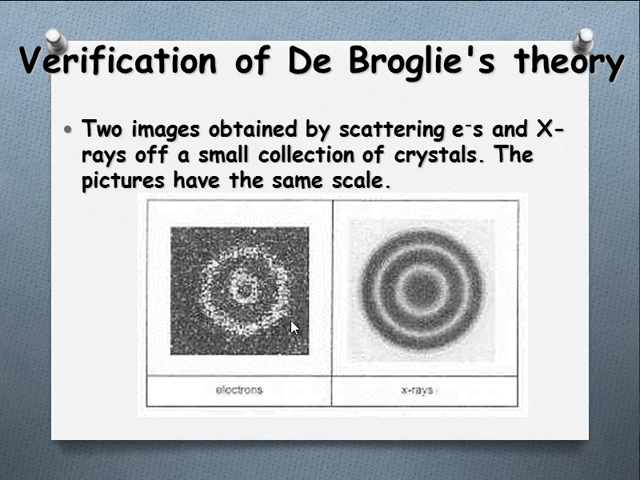 Verification of De Broglie's theory
• Two images obtained by scattering e⁻s and X-
rays off a small collection of crystals. The
pictures have the same scale.
electrons
x-rays